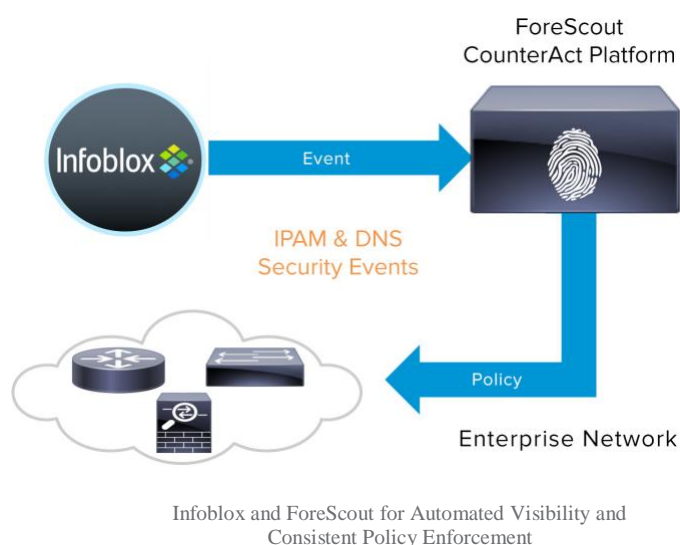 ForeScout
CounterAct Platform
Infoblox
Event
IPAM & DNS
Security Events
Policy
Enterprise Network
Infoblox and ForeScout for Automated Visibility and
Consistent Policy Enforcement